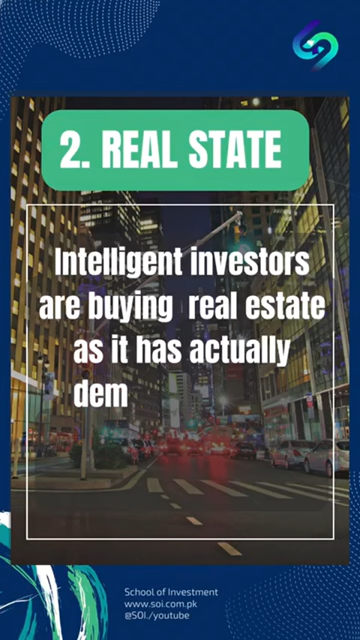 2. REAL STATE
Intelligent investors
are buying real estate
as it has actually
dem
School of Investment
www.soi.com.pk
@SOI./youtube